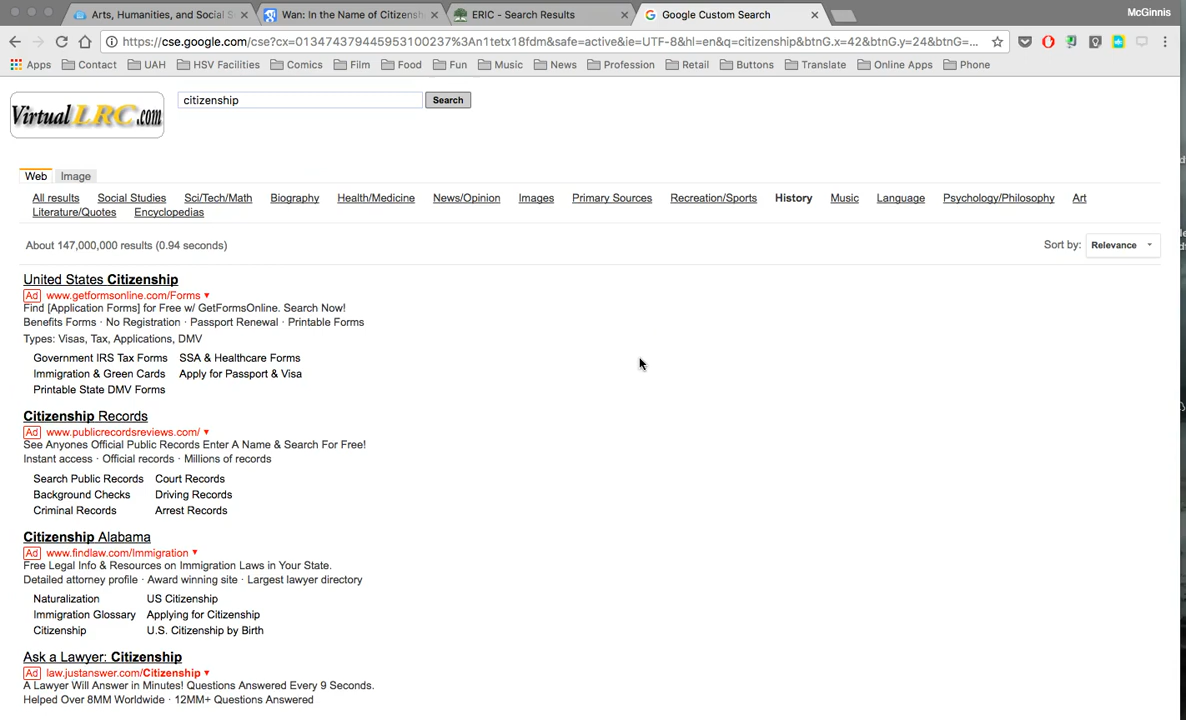 McGinnis
Arts, Humanities, and Social S
Wan: In the Name of Citizensh
ERIC - Search Results
Google Custom Search
https://cse.google.com/cse?cx=013474379445953100237%3An1tetx18fdm&safe=active&ie=UTF-8&hl=en&q=citizenship&btnG.x=42&btnG.y=24&btnG=...
Apps Contact UAH HSV Facilities Comics Film Food Fun Music News Profession Retail Buttons Translate Online Apps Phone
VirtualLRC.com
citizenship
Search
Web Image
All results Social Studies Sci/Tech/Math Biography Health/Medicine News/Opinion Images Primary Sources Recreation/Sports History Music Language Psychology/Philosophy Art
Literature/Quotes Encyclopedias
About 147,000,000 results (0.94 seconds)
Sort by: Relevance
United States Citizenship
Ad www.getformsonline.com/Forms
Find [Application Forms] for Free w/ GetFormsOnline. Search Now!
Benefits Forms · No Registration · Passport Renewal · Printable Forms
Types: Visas, Tax, Applications, DMV
Government IRS Tax Forms SSA & Healthcare Forms
Immigration & Green Cards Apply for Passport & Visa
Printable State DMV Forms
Citizenship Records
Ad www.publicrecordsreviews.com/
See Anyones Official Public Records Enter A Name & Search For Free!
Instant access · Official records · Millions of records
Search Public Records Court Records
Background Checks Driving Records
Criminal Records Arrest Records
Citizenship Alabama
Ad www.findlaw.com/Immigration
Free Legal Info & Resources on Immigration Laws in Your State.
Detailed attorney profile · Award winning site · Largest lawyer directory
Naturalization US Citizenship
Immigration Glossary Applying for Citizenship
Citizenship U.S. Citizenship by Birth
Ask a Lawyer: Citizenship
Ad law.justanswer.com/Citizenship
A Lawyer Will Answer in Minutes! Questions Answered Every 9 Seconds.
Helped Over 8MM Worldwide · 12MM+ Questions Answered